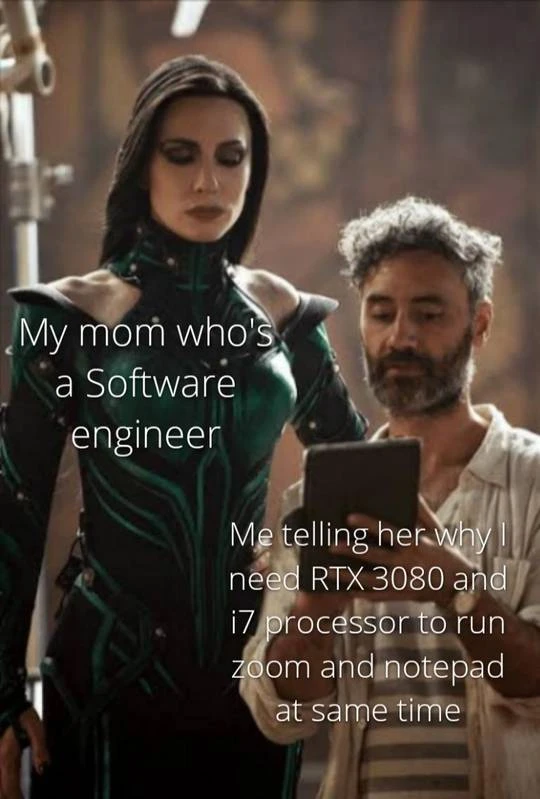 My mom who's
a Software
engineer
Me telling her why I
need RTX 3080 and
i7 processor to run
zoom and notepad
at same time